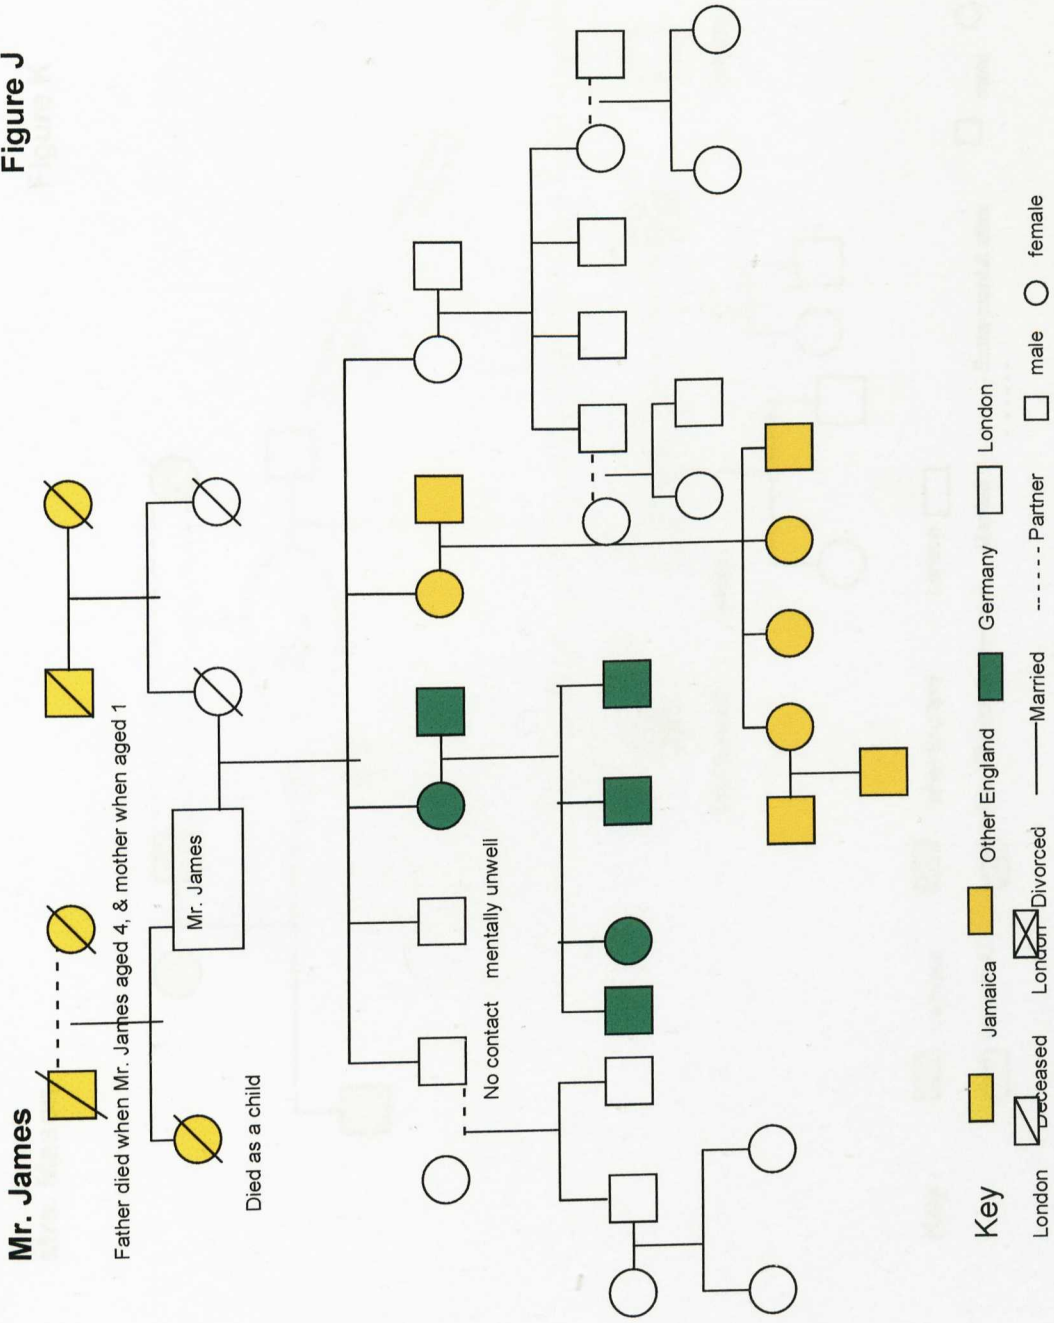 Figure J
Mr. James
Father died when Mr. James aged 4, & mother when aged 1
Mr. James
Died as a child
No contact mentally unwell
Key Jamaica Other England Germany London
London Deceased London Divorced Married Partner male female